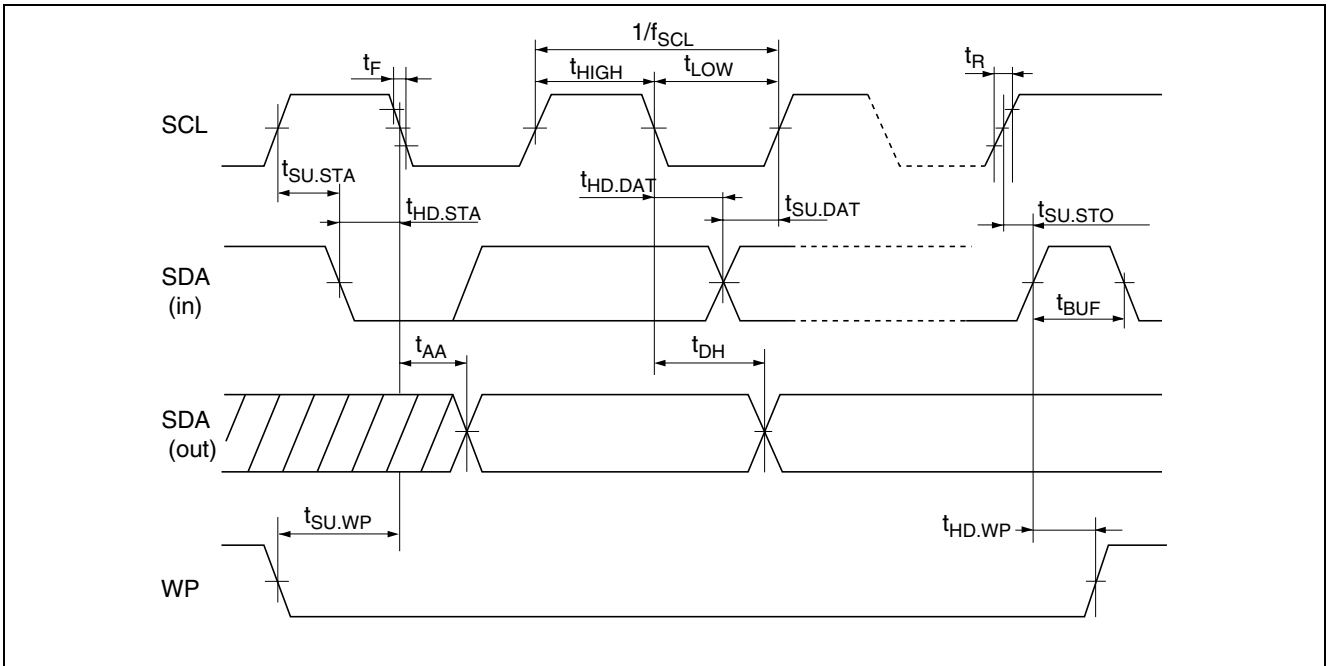 1/fSCL
tF
tHIGH
tLOW
tR
SCL
tSU.STA
tHD.STA
tHD.DAT
tSU.DAT
tSU.STO
SDA
(in)
tBUF
tAA
tDH
SDA
(out)
tSU.WP
tHD.WP
WP